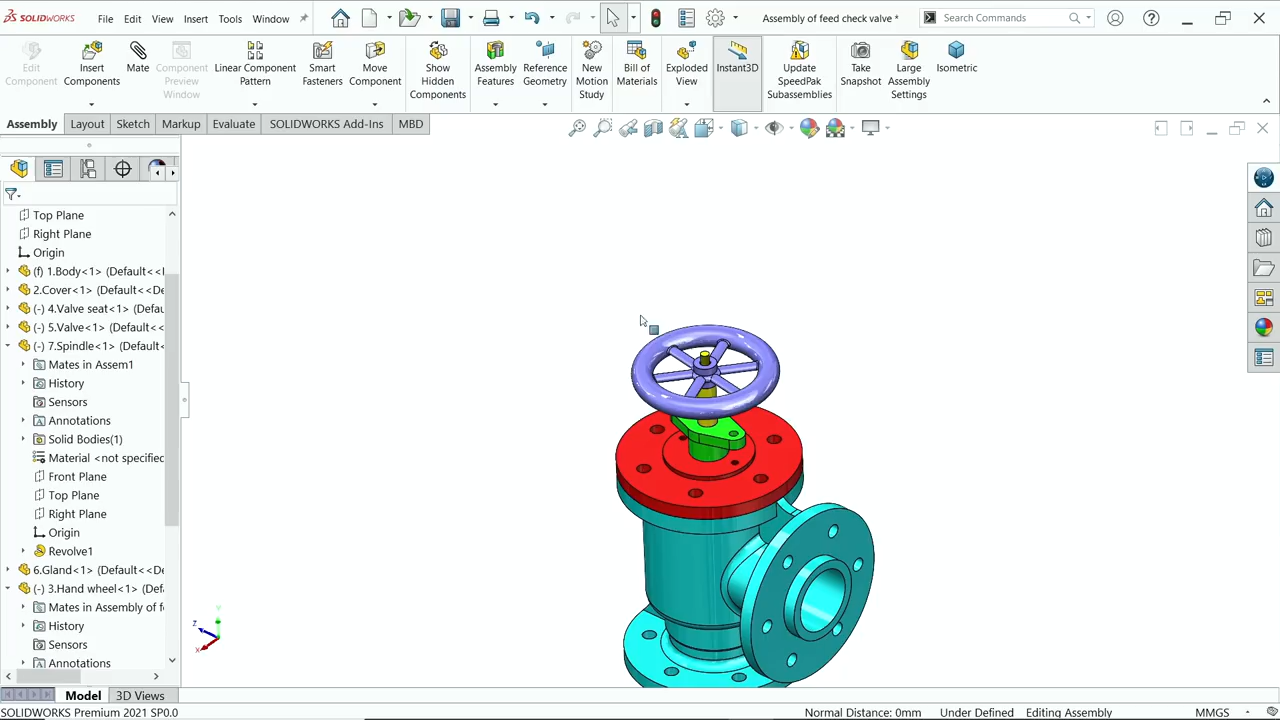 SOLIDWORKS
File Edit View Insert Tools Window
Assembly of feed check valve *
Search Commands
Edit Component
Insert Components
Mate
Component Preview Window
Linear Component Pattern
Smart Fasteners
Move Component
Show Hidden Components
Assembly Features
Reference Geometry
New Motion Study
Bill of Materials
Exploded View
Instant3D
Update SpeedPak Subassemblies
Take Snapshot
Large Assembly Settings
Isometric
Assembly Layout Sketch Markup Evaluate SOLIDWORKS Add-Ins MBD
Top Plane
Right Plane
Origin
(f) 1.Body<1> (Default<<
2.Cover<1> (Default<<De
(-) 4.Valve seat<1> (Defau
(-) 5.Valve<1> (Default<<
(-) 7.Spindle<1> (Default<
Mates in Assem1
History
Sensors
Annotations
Solid Bodies(1)
Material <not specified
Front Plane
Top Plane
Right Plane
Origin
Revolve1
6.Gland<1> (Default<<De
(-) 3.Hand wheel<1> (Def
Mates in Assembly of f
History
Sensors
Annotations
Y
Z
X
Model 3D Views
SOLIDWORKS Premium 2021 SP0.0
Normal Distance: 0mm Under Defined Editing Assembly MMGS